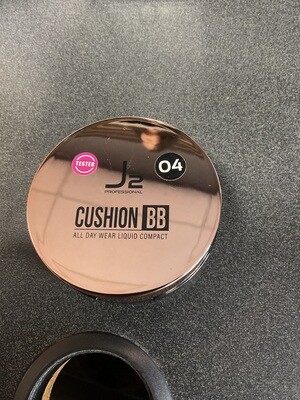 TESTER
04
J2
PROFESSIONAL
CUSHION BB
ALL DAY WEAR LIQUID COMPACT